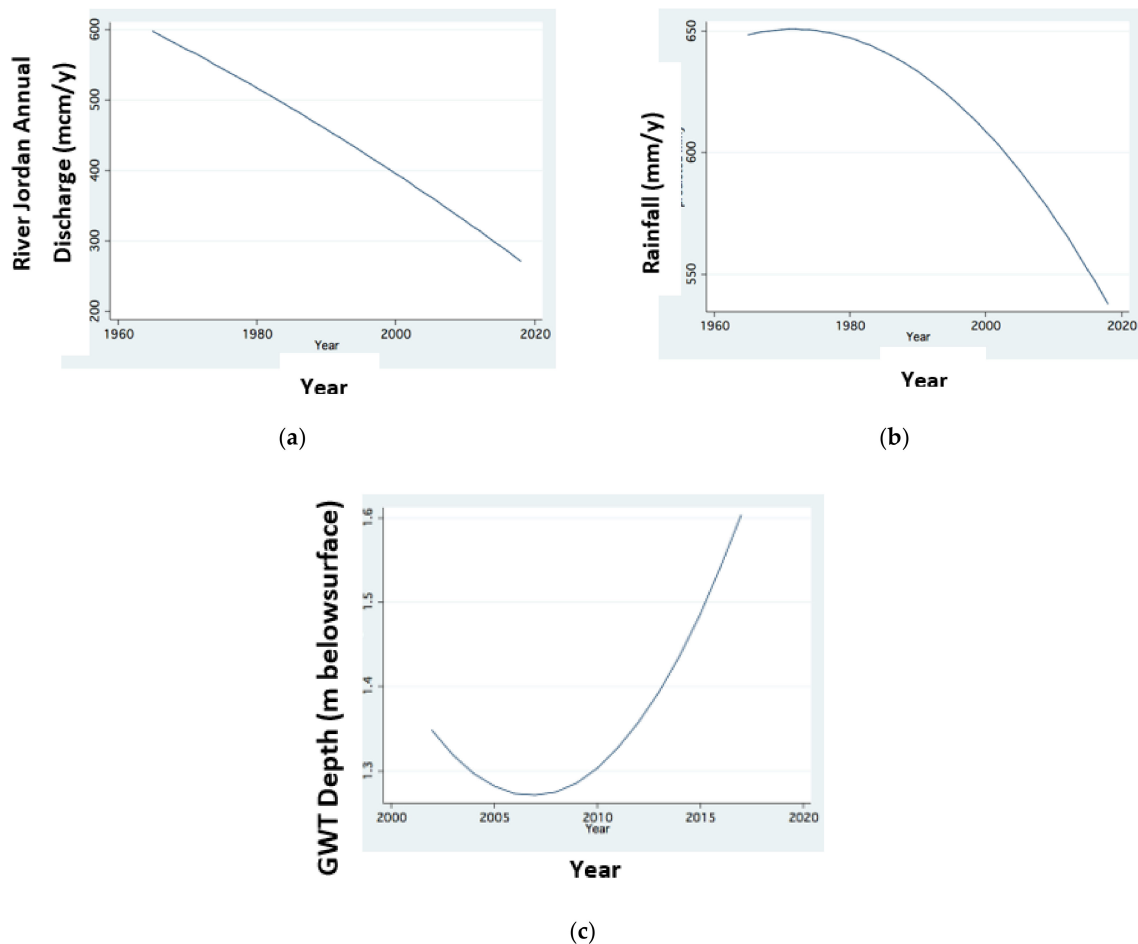 River Jordan Annual
Discharge (mcm/y)
600
500
400
300
200
1960
1980
2000
2020
Year
Year
(a)
Rainfall (mm/y)
650
600
550
1960
1980
2000
2020
Year
Year
(b)
GWT Depth (m belowsurface)
1.6
1.5
1.4
1.3
2000
2005
2010
2015
2020
Year
Year
(c)